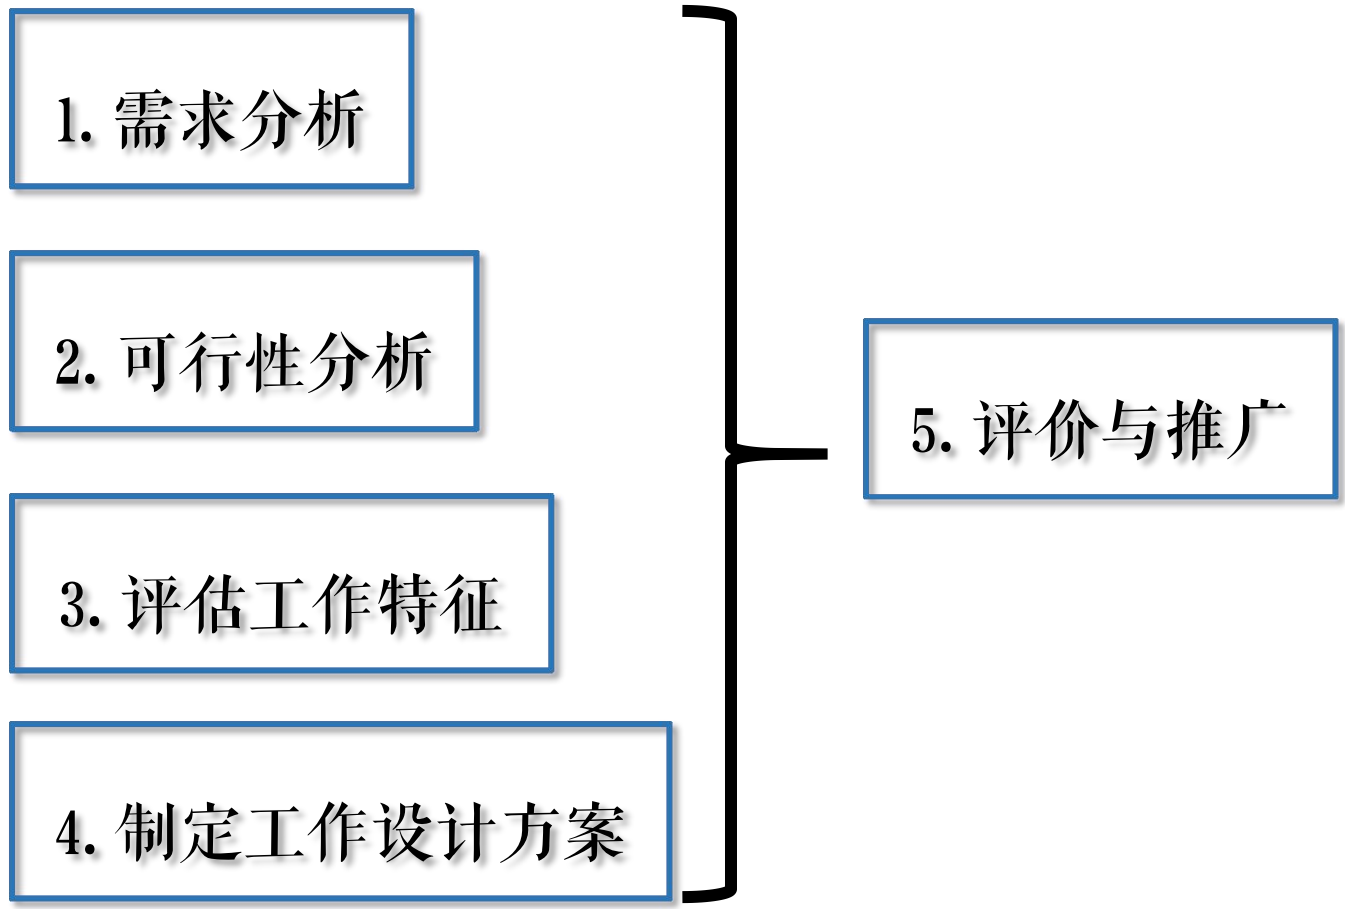 1. 需求分析
2. 可行性分析
3. 评估工作特征
4. 制定工作设计方案
5. 评价与推广